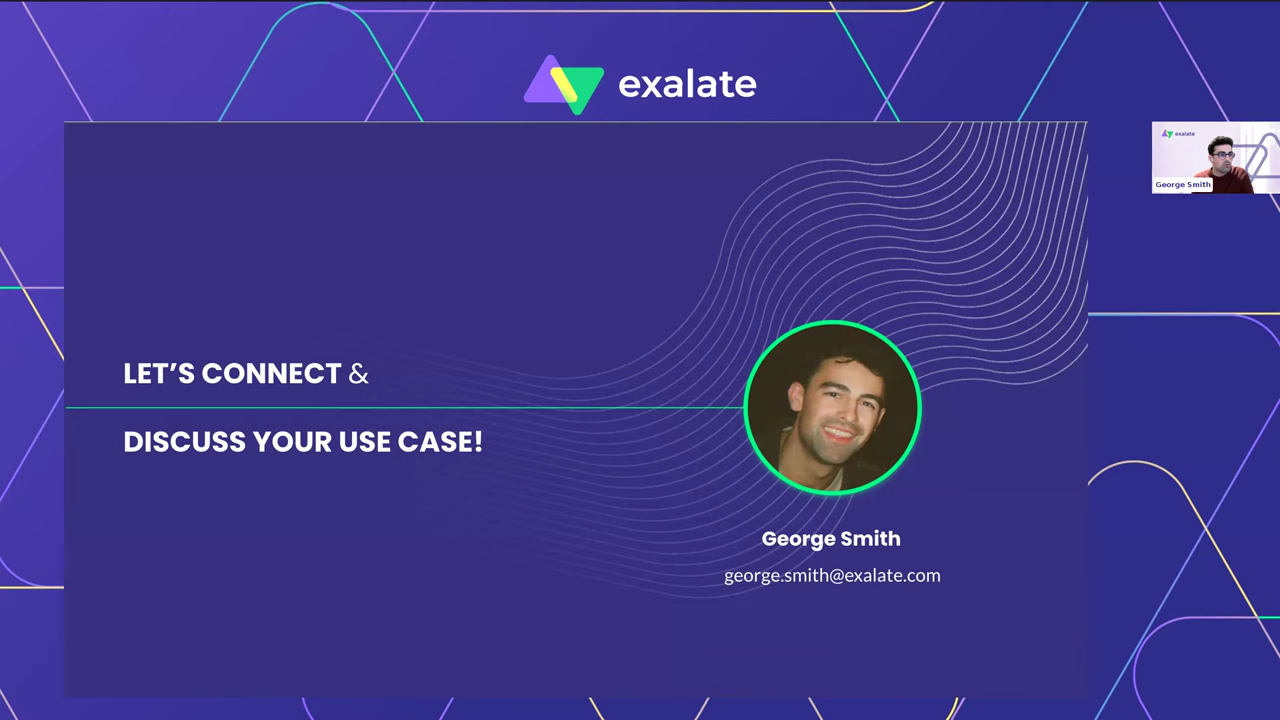 exalate
exalate
George Smith
LET'S CONNECT &
DISCUSS YOUR USE CASE!
George Smith
george.smith@exalate.com